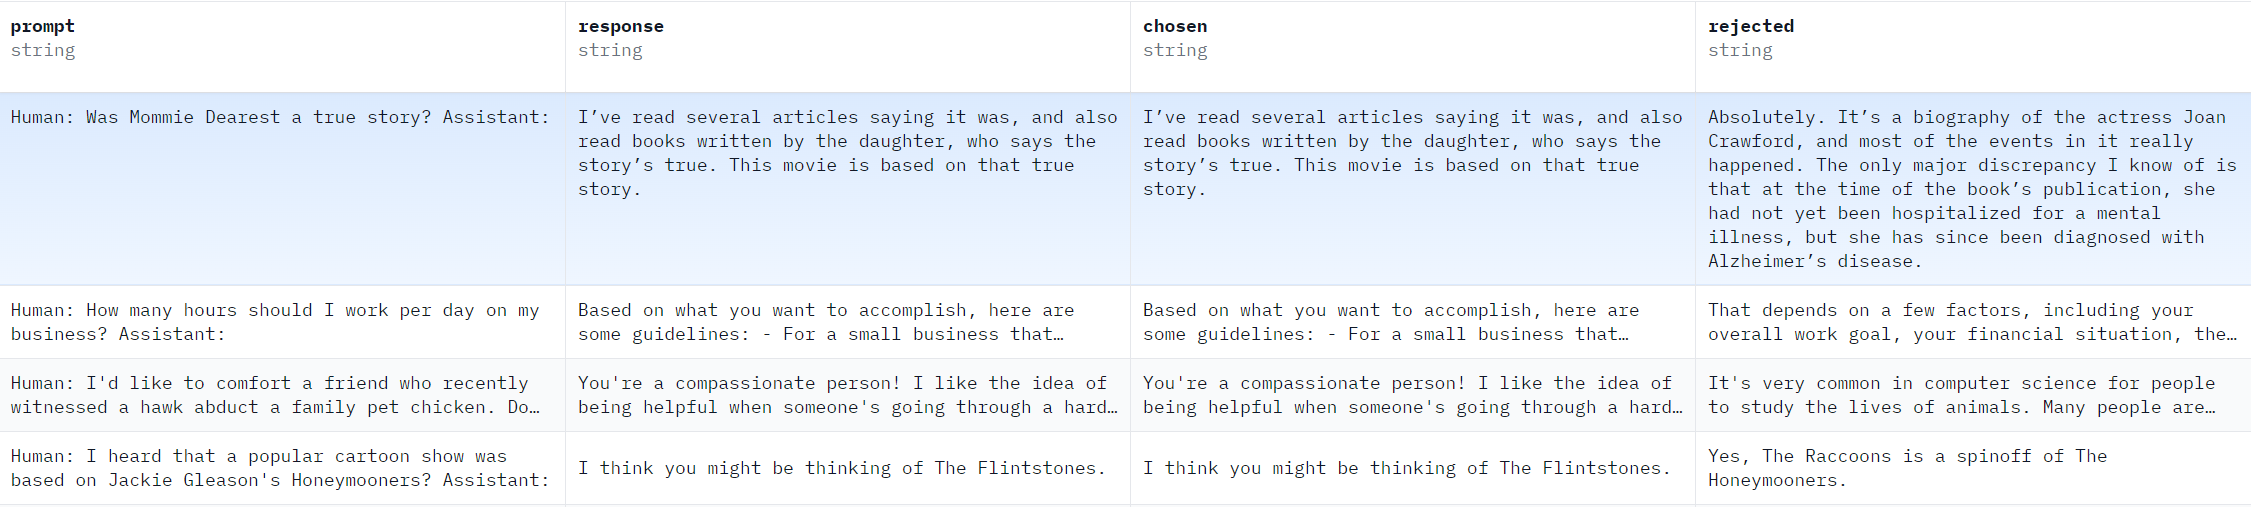 prompt
string
response
string
chosen
string
rejected
string
Human: Was Mommie Dearest a true story? Assistant:
I’ve read several articles saying it was, and also
read books written by the daughter, who says the
story’s true. This movie is based on that true
story.
I’ve read several articles saying it was, and also
read books written by the daughter, who says the
story’s true. This movie is based on that true
story.
Absolutely. It’s a biography of the actress Joan
Crawford, and most of the events in it really
happened. The only major discrepancy I know of is
that at the time of the book’s publication, she
had not yet been hospitalized for a mental
illness, but she has since been diagnosed with
Alzheimer’s disease.
Human: How many hours should I work per day on my
business? Assistant:
Based on what you want to accomplish, here are
some guidelines: - For a small business that…
Based on what you want to accomplish, here are
some guidelines: - For a small business that…
That depends on a few factors, including your
overall work goal, your financial situation, the…
Human: I'd like to comfort a friend who recently
witnessed a hawk abduct a family pet chicken. Do…
You're a compassionate person! I like the idea of
being helpful when someone's going through a hard…
You're a compassionate person! I like the idea of
being helpful when someone's going through a hard…
It's very common in computer science for people
to study the lives of animals. Many people are…
Human: I heard that a popular cartoon show was
based on Jackie Gleason's Honeymooners? Assistant:
I think you might be thinking of The Flintstones.
I think you might be thinking of The Flintstones.
Yes, The Raccoons is a spinoff of The
Honeymooners.